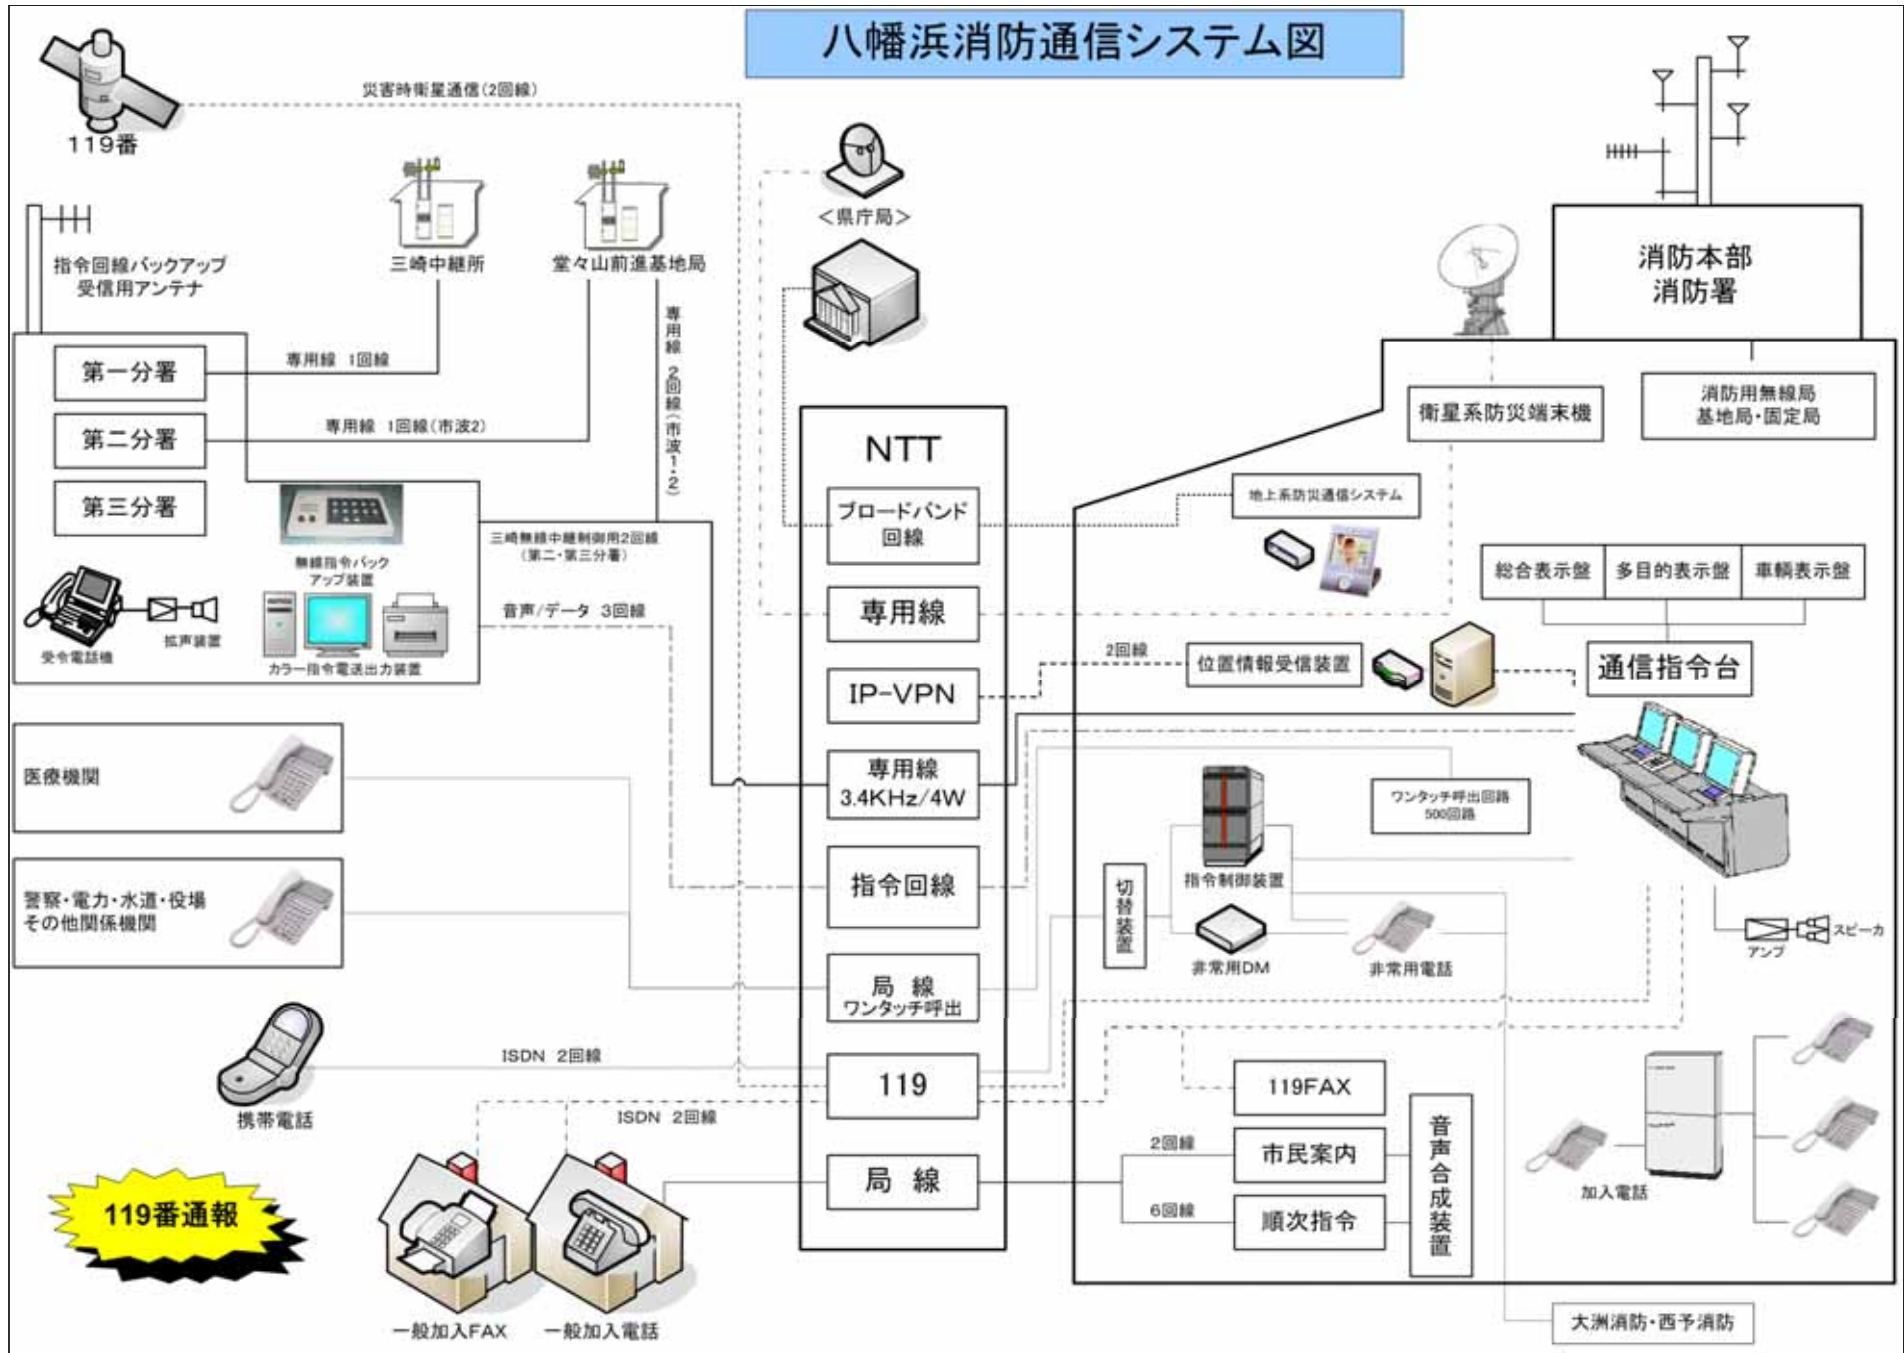 八幡浜消防通信システム図
災害時衛星通信(2回線)
119番
＜県庁局＞
三崎中継所
堂々山前進基地局
指令回線バックアップ
受信用アンテナ
消防本部
消防署
専用線 2回線(市波1・2)
第一分署
専用線 1回線
第二分署
専用線 1回線(市波2)
第三分署
衛星系防災端末機
消防用無線局
基地局・固定局
NTT
ブロードバンド
回線
地上系防災通信システム
三崎無線中継制御用2回線
(第二・第三分署)
無線指令バック
アップ装置
総合表示盤
多目的表示盤
車輌表示盤
専用線
音声/データ 3回線
受令電話機
拡声装置
カラー指令電送出力装置
2回線
位置情報受信装置
通信指令台
IP-VPN
医療機関
専用線
3.4KHz/4W
ワンタッチ呼出回路
500回路
指令制御装置
指令回線
切替装置
警察・電力・水道・役場
その他関係機関
非常用DM
非常用電話
アンプ
スピーカ
局 線
ワンタッチ呼出
ISDN 2回線
携帯電話
119
ISDN 2回線
119FAX
2回線
市民案内
音声合成装置
加入電話
119番通報
局 線
6回線
順次指令
一般加入FAX
一般加入電話
大洲消防・西予消防